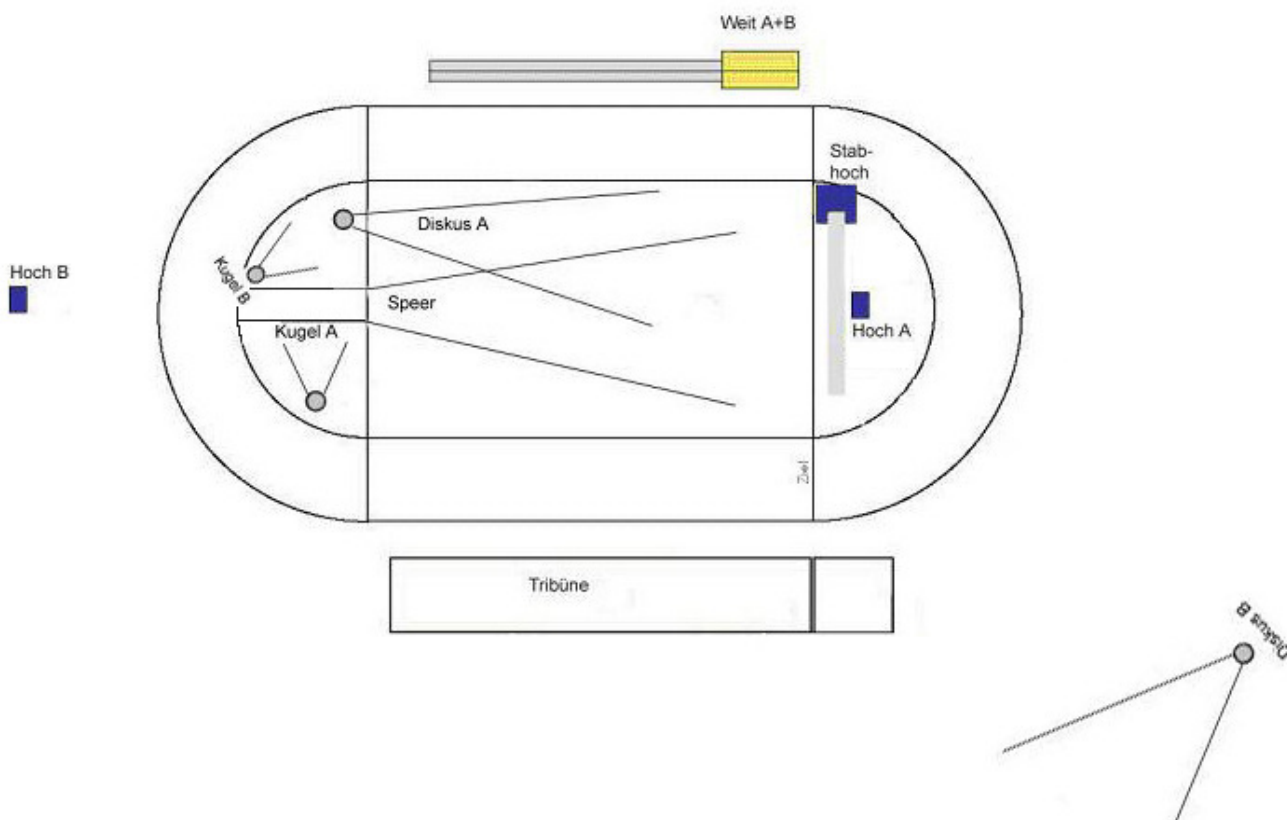 Weit A+B
Stab-
hoch
Diskus A
Kugel B
Hoch B
Speer
Kugel A
Hoch A
Ziel
Tribüne
Diskus B